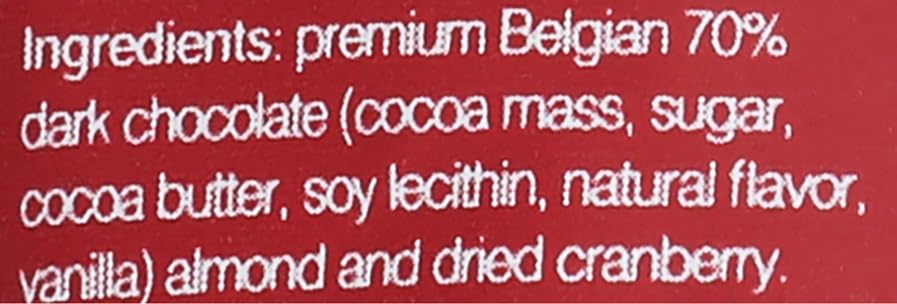 Ingredients: premium Belgian 70%
dark chocolate (cocoa mass, sugar,
cocoa butter, soy lecithin, natural flavor,
vanilla) almond and dried cranberry.